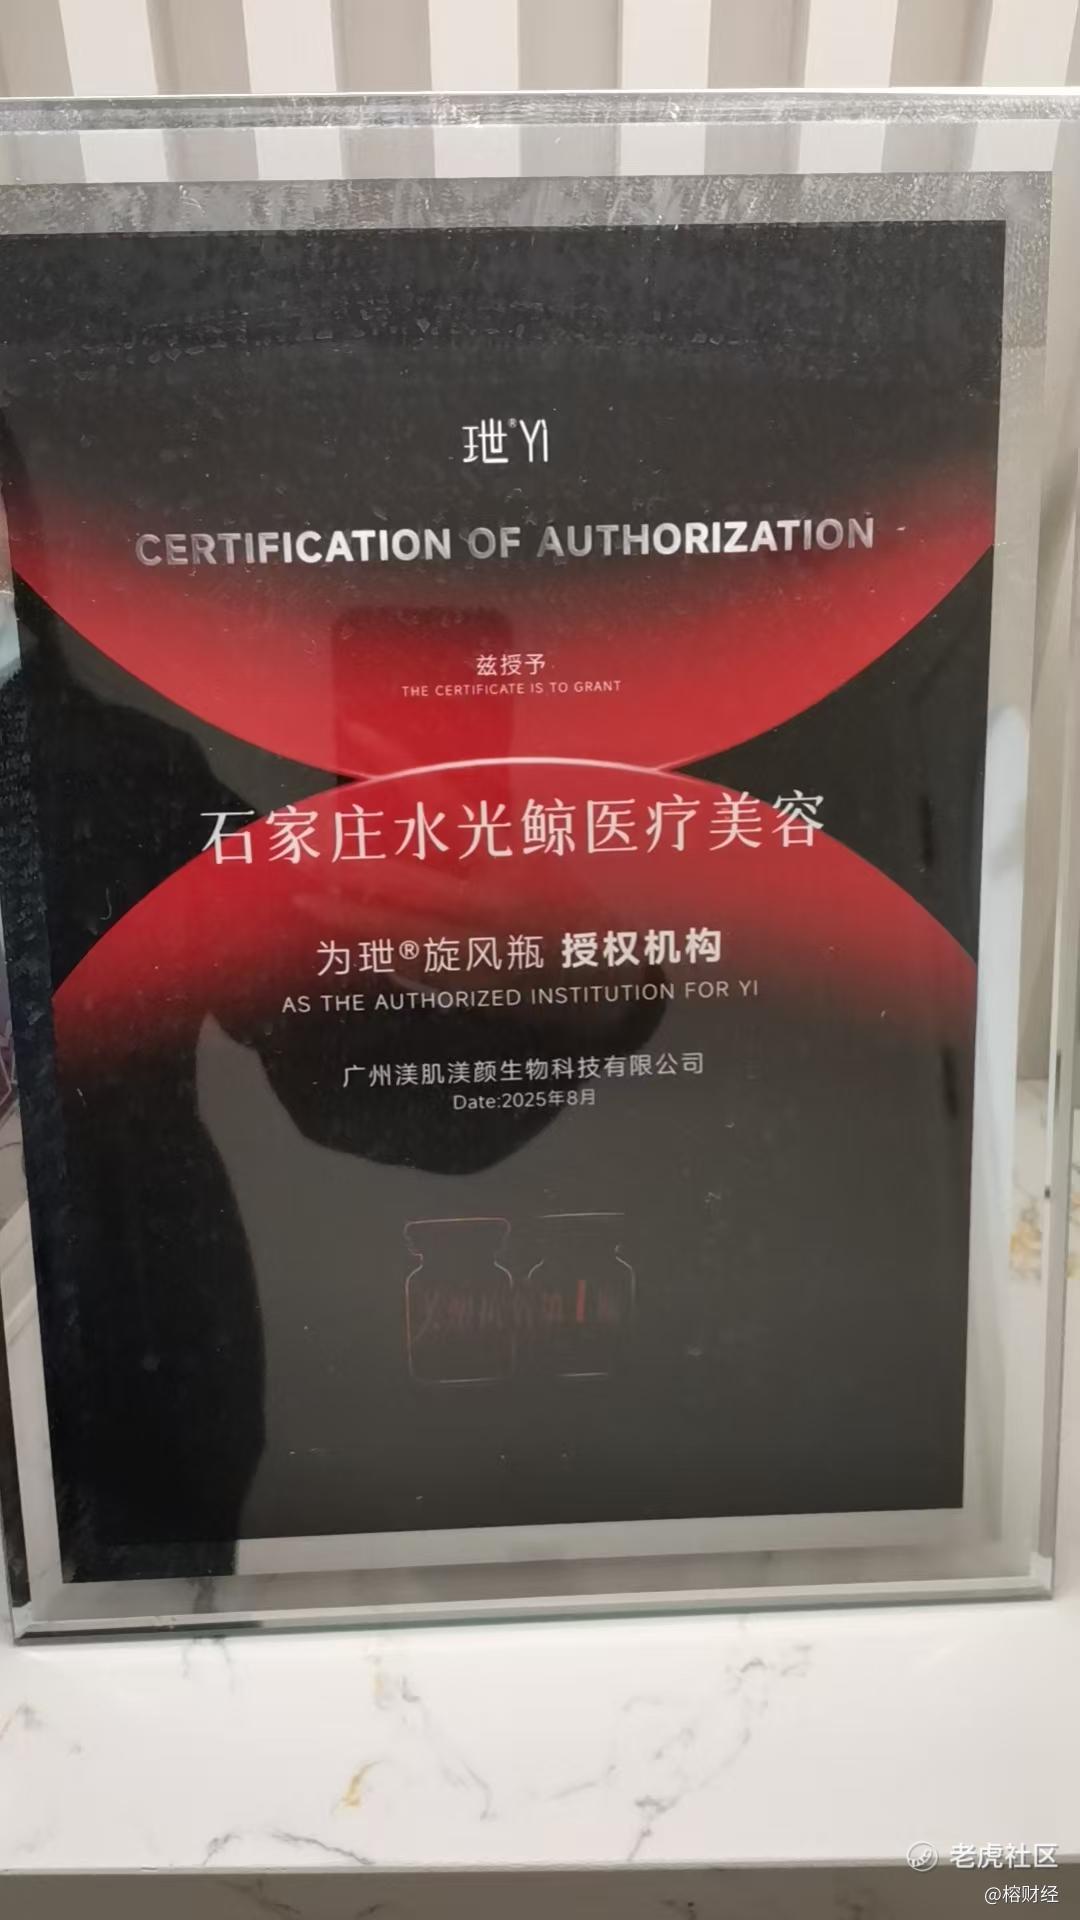 玴®YI
CERTIFICATION OF AUTHORIZATION
兹授予
THE CERTIFICATE IS TO GRANT
石家庄水光鲸医疗美容
为玴®旋风瓶 授权机构
AS THE AUTHORIZED INSTITUTION FOR YI
广州渼肌渼颜生物科技有限公司
Date:2025年8月
老虎社区
@榕财经